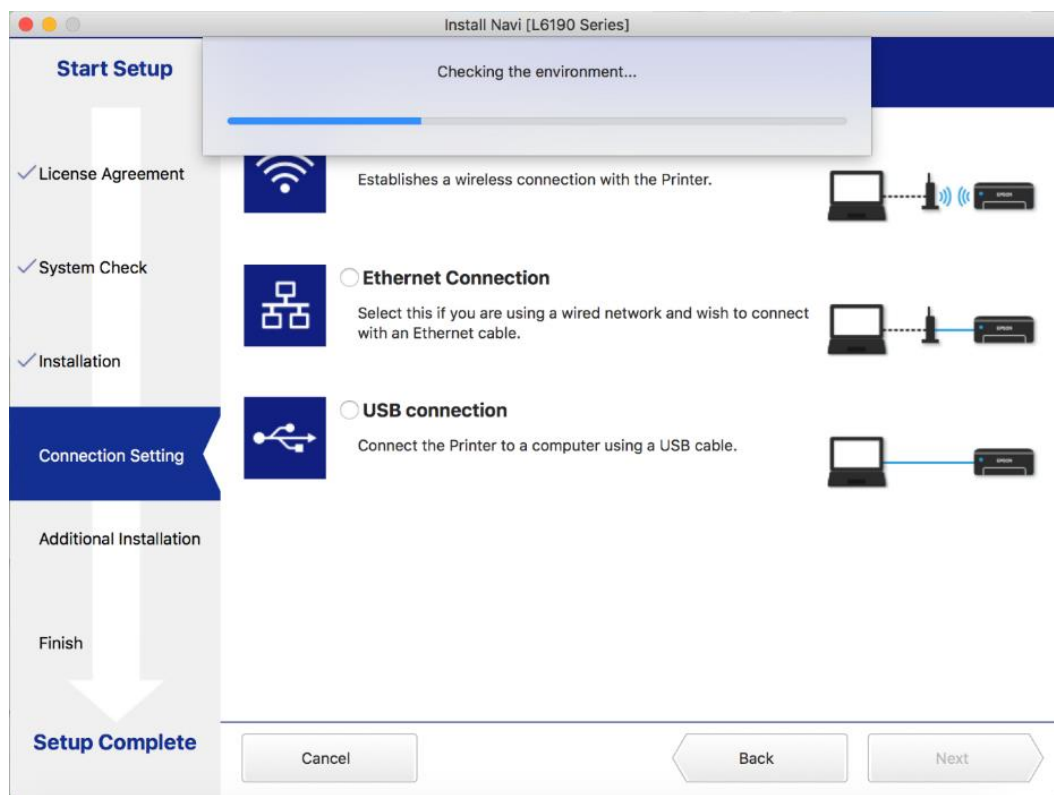 Install Navi [L6190 Series]
Start Setup
Checking the environment...
License Agreement
Establishes a wireless connection with the Printer.
EPSON
System Check
Ethernet Connection
Select this if you are using a wired network and wish to connect
with an Ethernet cable.
EPSON
Installation
USB connection
Connect the Printer to a computer using a USB cable.
EPSON
Connection Setting
Additional Installation
Finish
Setup Complete
Cancel
Back
Next